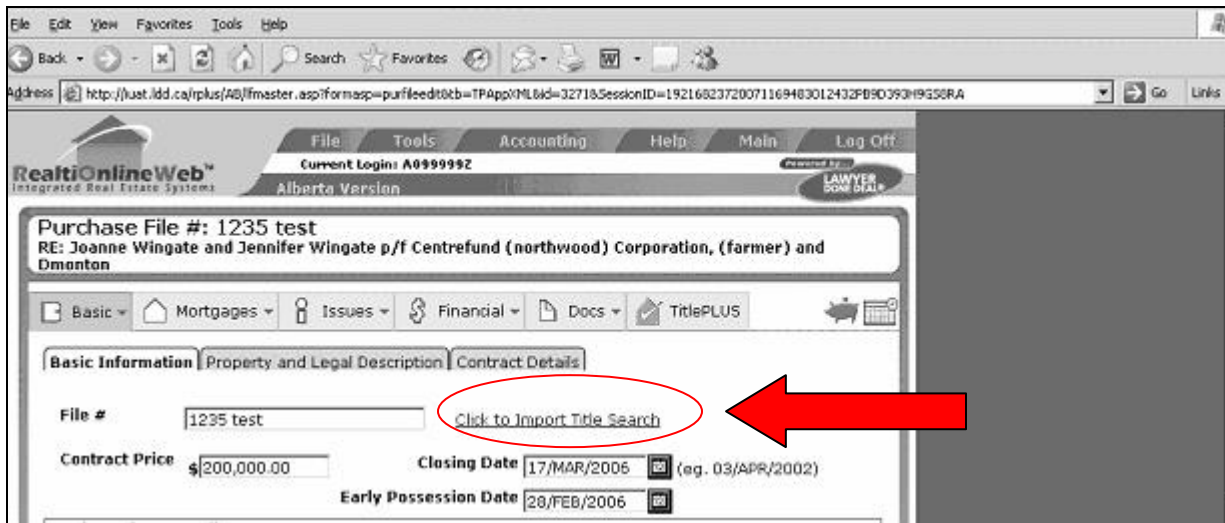 File Edit View Favorites Tools Help
Back Search Favorites
Address http://luat.ldd.ca/rplus/AB/lfmaster.asp?formasp=purfileedit&tb=TPAppXML&id=3271&SessionID= Go Links
File Tools Accounting Help Main Log Off
RealtiOnlineWeb™ Current Login: A099999Z Powered by
Integrated Real Estate Systems Alberta Version LAWYER DONE DEAL
Purchase File #: 1235 test
RE: Joanne Wingate and Jennifer Wingate p/f Centrefund (northwood) Corporation, (farmer) and
Dmonton
Basic Mortgages Issues Financial Docs TitlePLUS
Basic Information Property and Legal Description Contract Details
File # 1235 test Click to Import Title Search
Contract Price $ 200,000.00 Closing Date 17/MAR/2006 (eg. 03/APR/2002)
Early Possession Date 28/FEB/2006